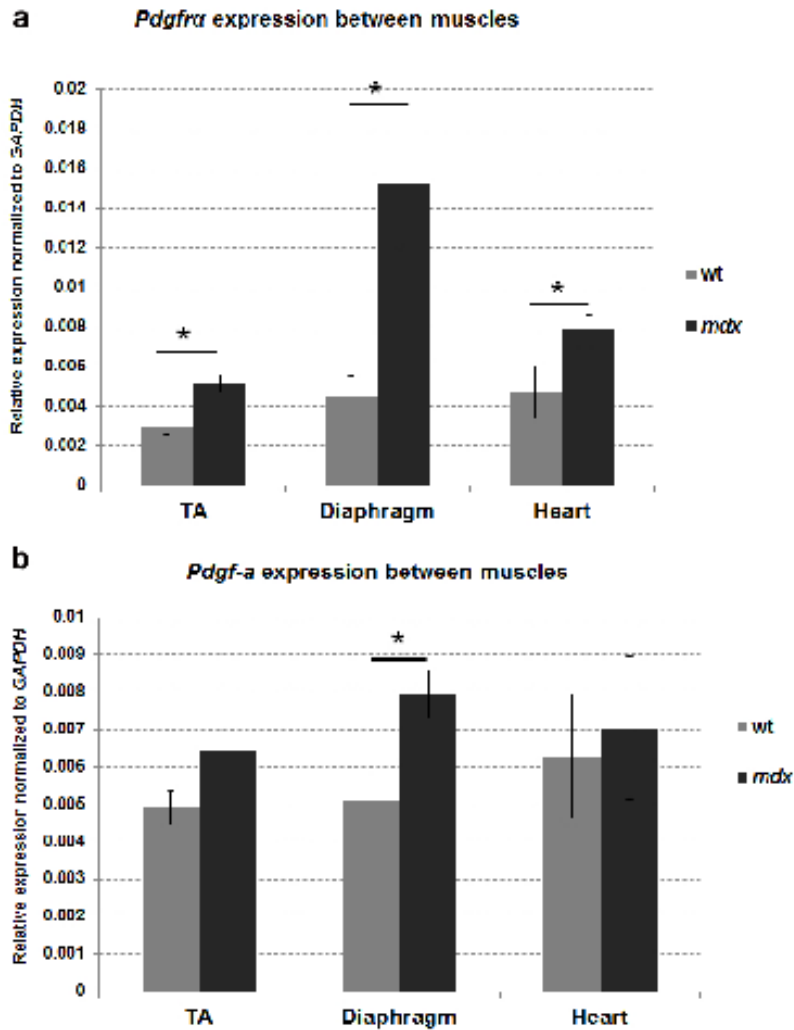 a
Pdgfrα expression between muscles
Relative expression normalized to GAPDH
0.02
0.018
0.016
0.014
0.012
0.01
0.008
0.006
0.004
0.002
0
*
*
*
TA
Diaphragm
Heart
wt
mdx
b
Pdgf-a expression between muscles
Relative expression normalized to GAPDH
0.01
0.009
0.008
0.007
0.006
0.005
0.004
0.003
0.002
0.001
0
*
TA
Diaphragm
Heart
wt
mdx